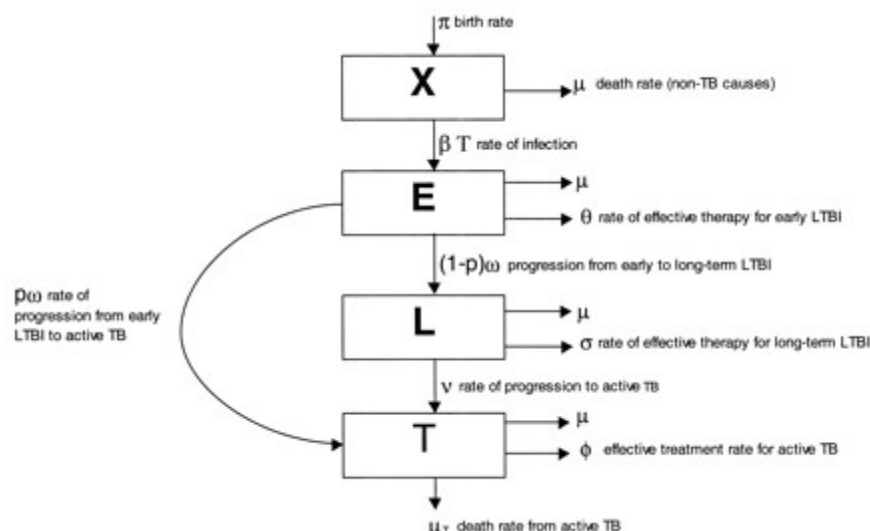 π birth rate
X
μ death rate (non-TB causes)
β T rate of infection
E
μ
θ rate of effective therapy for early LTBI
(1-p)ω progression from early to long-term LTBI
pω rate of
progression from early
LTBI to active TB
L
μ
σ rate of effective therapy for long-term LTBI
ν rate of progression to active TB
T
μ
ϕ effective treatment rate for active TB
μT death rate from active TB